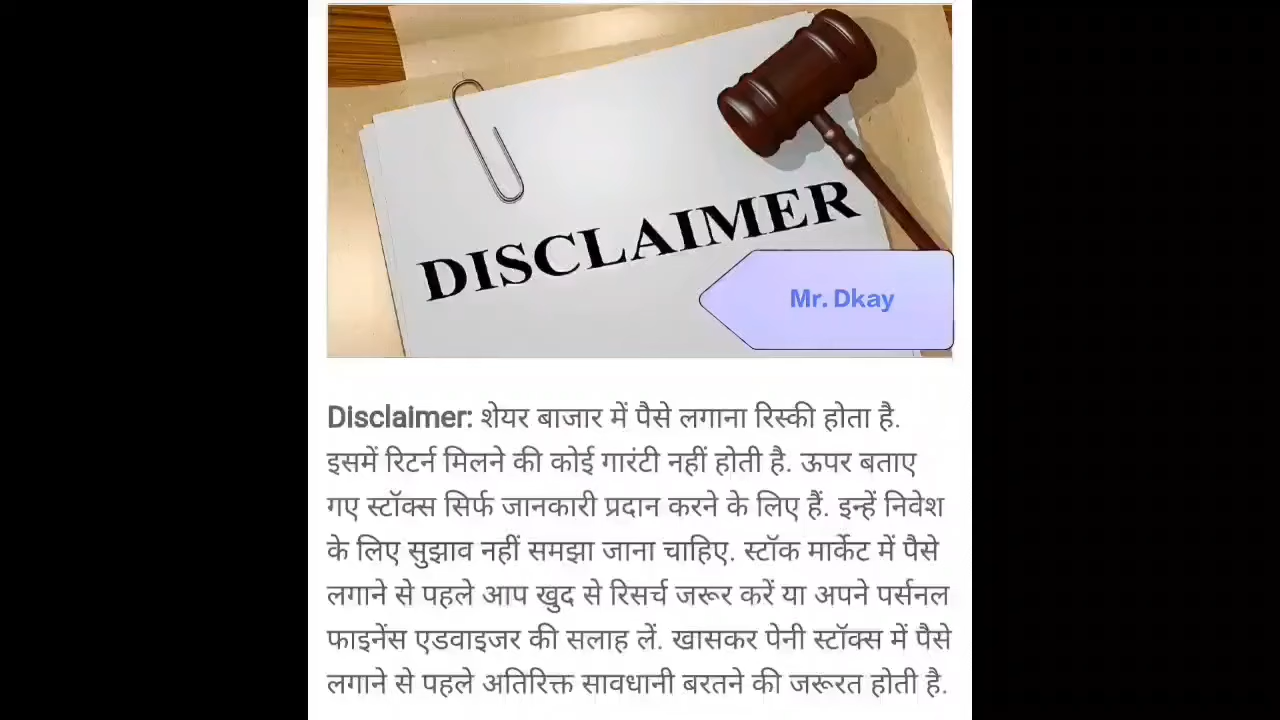 DISCLAIMER
Mr. Dkay
Disclaimer: शेयर बाजार में पैसे लगाना रिस्की होता है.
इसमें रिटर्न मिलने की कोई गारंटी नहीं होती है. ऊपर बताए
गए स्टॉक्स सिर्फ जानकारी प्रदान करने के लिए हैं. इन्हें निवेश
के लिए सुझाव नहीं समझा जाना चाहिए. स्टॉक मार्केट में पैसे
लगाने से पहले आप खुद से रिसर्च जरूर करें या अपने पर्सनल
फाइनेंस एडवाइजर की सलाह लें. खासकर पेनी स्टॉक्स में पैसे
लगाने से पहले अतिरिक्त सावधानी बरतने की जरूरत होती है.